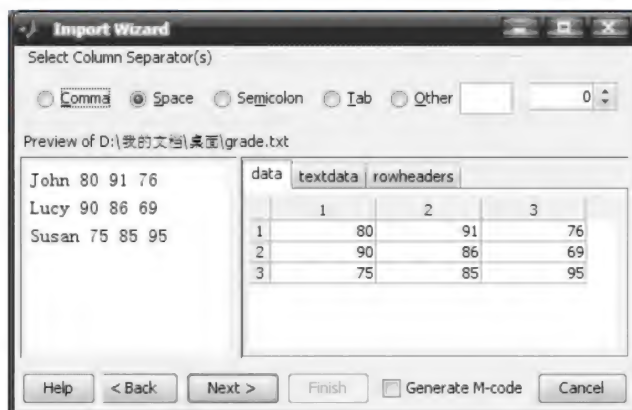 Import Wizard
Select Column Separator(s)
Comma Space Semicolon Tab Other 0
Preview of D:\我的文档\桌面\grade.txt
John 80 91 76
Lucy 90 86 69
Susan 75 85 95
data textdata rowheaders
1 2 3
1 80 91 76
2 90 86 69
3 75 85 95
Help < Back Next > Finish Generate M-code Cancel